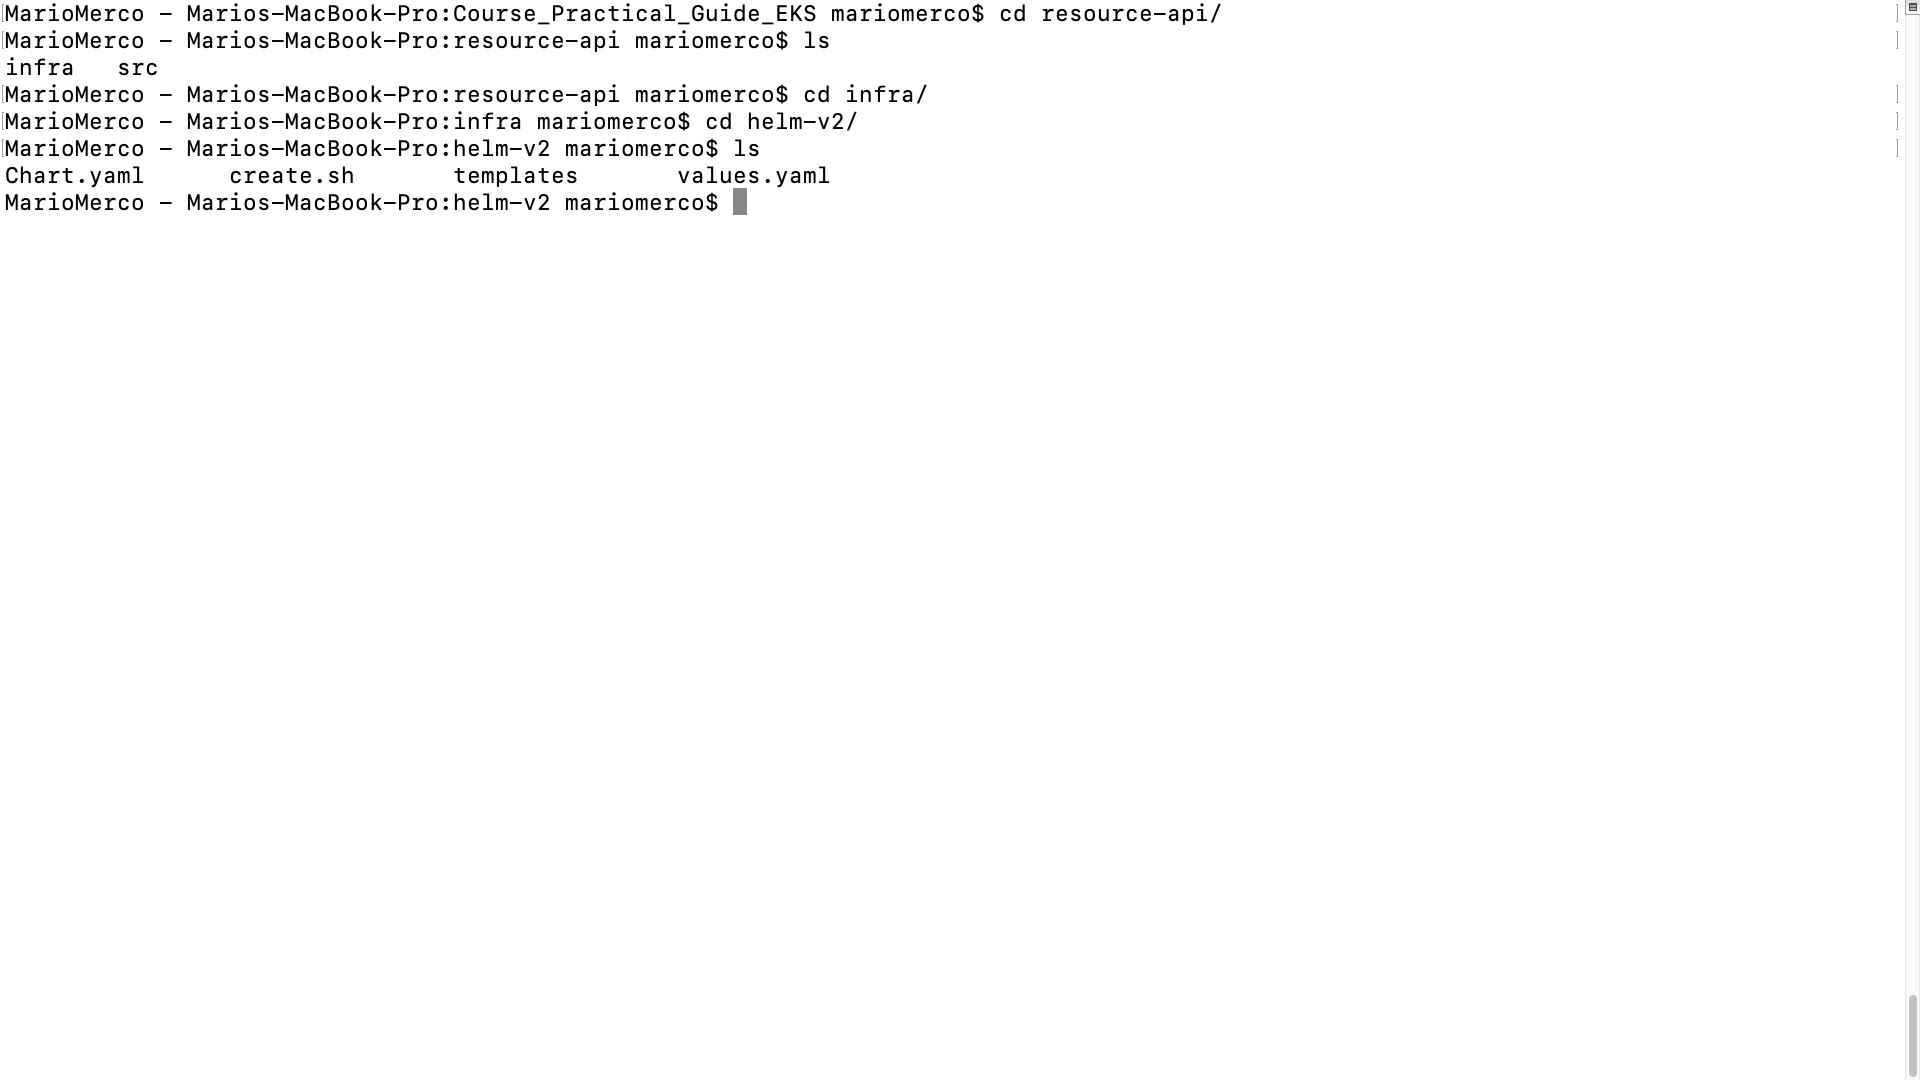 MarioMerco - Marios-MacBook-Pro:Course_Practical_Guide_EKS mariomerco$ cd resource-api/
MarioMerco - Marios-MacBook-Pro:resource-api mariomerco$ ls
infra   src
MarioMerco - Marios-MacBook-Pro:resource-api mariomerco$ cd infra/
MarioMerco - Marios-MacBook-Pro:infra mariomerco$ cd helm-v2/
MarioMerco - Marios-MacBook-Pro:helm-v2 mariomerco$ ls
Chart.yaml      create.sh       templates       values.yaml
MarioMerco - Marios-MacBook-Pro:helm-v2 mariomerco$